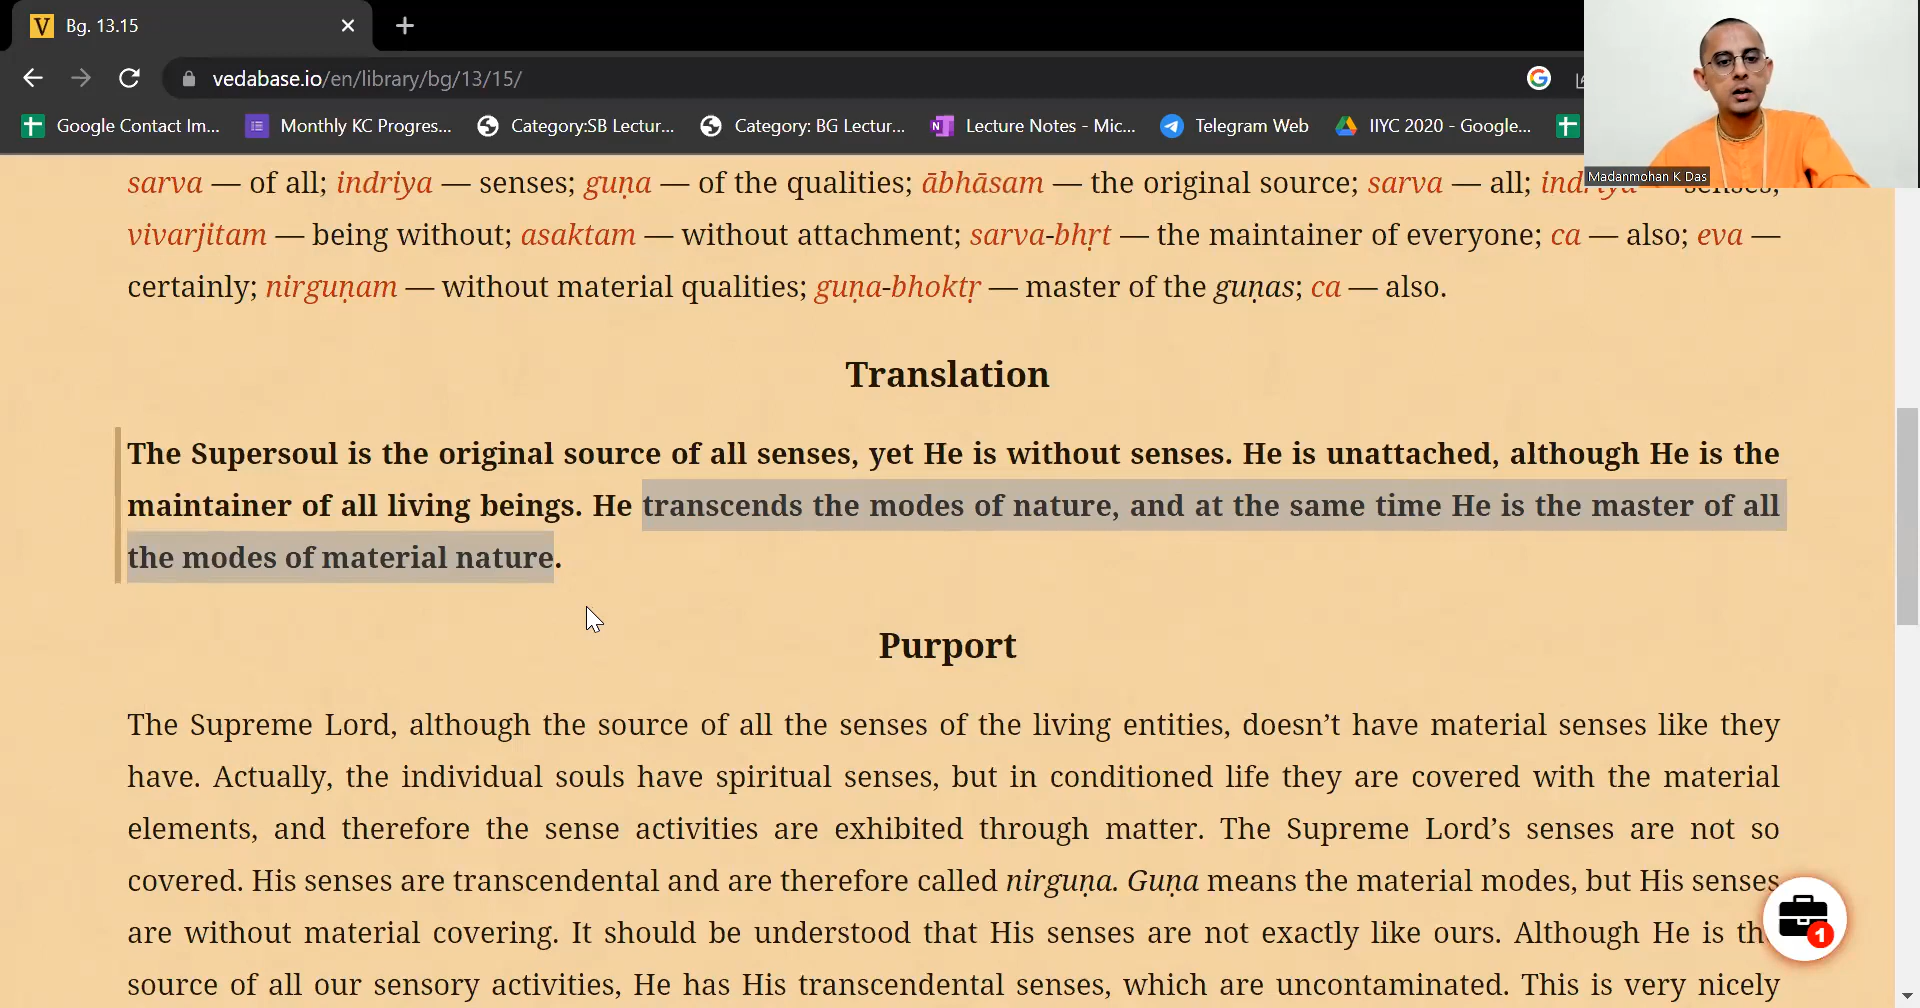 Bg. 13.15
vedabase.io/en/library/bg/13/15/
Google Contact Im... Monthly KC Progres... Category:SB Lectur... Category: BG Lectur... Lecture Notes - Mic... Telegram Web IIYC 2020 - Google...
Madanmohan K Das
sarva — of all; indriya — senses; guṇa — of the qualities; ābhāsam — the original source; sarva — all;
vivarjitam — being without; asaktam — without attachment; sarva-bhṛt — the maintainer of everyone; ca — also; eva —
certainly; nirguṇam — without material qualities; guṇa-bhoktṛ — master of the guṇas; ca — also.
Translation
The Supersoul is the original source of all senses, yet He is without senses. He is unattached, although He is the
maintainer of all living beings. He transcends the modes of nature, and at the same time He is the master of all
the modes of material nature.
Purport
The Supreme Lord, although the source of all the senses of the living entities, doesn’t have material senses like they
have. Actually, the individual souls have spiritual senses, but in conditioned life they are covered with the material
elements, and therefore the sense activities are exhibited through matter. The Supreme Lord’s senses are not so
covered. His senses are transcendental and are therefore called nirguṇa. Guṇa means the material modes, but His senses
are without material covering. It should be understood that His senses are not exactly like ours. Although He is the
source of all our sensory activities, He has His transcendental senses, which are uncontaminated. This is very nicely
1